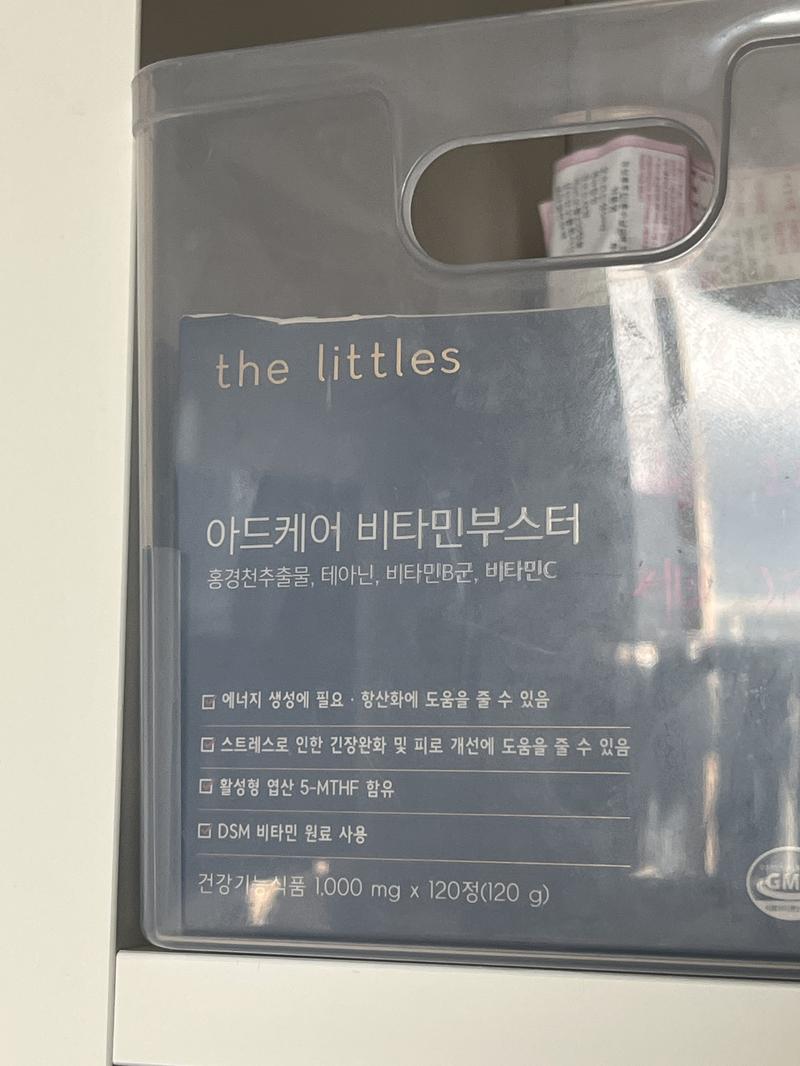 the littles
아드케어 비타민부스터
홍경천추출물, 테아닌, 비타민B군, 비타민C
에너지 생성에 필요 · 항산화에 도움을 줄 수 있음
스트레스로 인한 긴장완화 및 피로 개선에 도움을 줄 수 있음
활성형 엽산 5-MTHF 함유
DSM 비타민 원료 사용
건강기능식품 1,000 mg x 120정(120 g)
GM